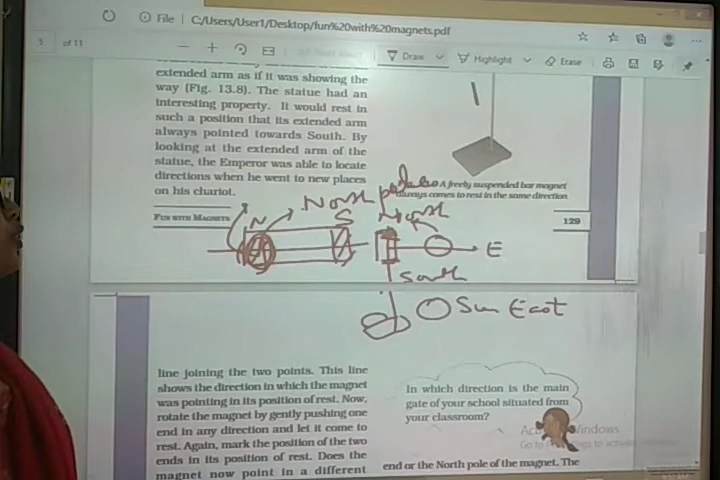 File | C:/Users/User1/Desktop/fun%20with%20magnets.pdf
5 of 11
Draw
Highlight
Erase
extended arm as if it was showing the
way (Fig. 13.8). The statue had an
interesting property. It would rest in
such a position that its extended arm
always pointed towards South. By
looking at the extended arm of the
statue, the Emperor was able to locate
directions when he went to new places
on his chariot.
A freely suspended bar magnet
always comes to rest in the same direction
FUN WITH MAGNETS
129
N
North
S
North
E
South
Sun East
line joining the two points. This line
shows the direction in which the magnet
was pointing in its position of rest. Now,
rotate the magnet by gently pushing one
end in any direction and let it come to
rest. Again, mark the position of the two
ends in its position of rest. Does the
magnet now point in a different
In which direction is the main
gate of your school situated from
your classroom?
end or the North pole of the magnet. The